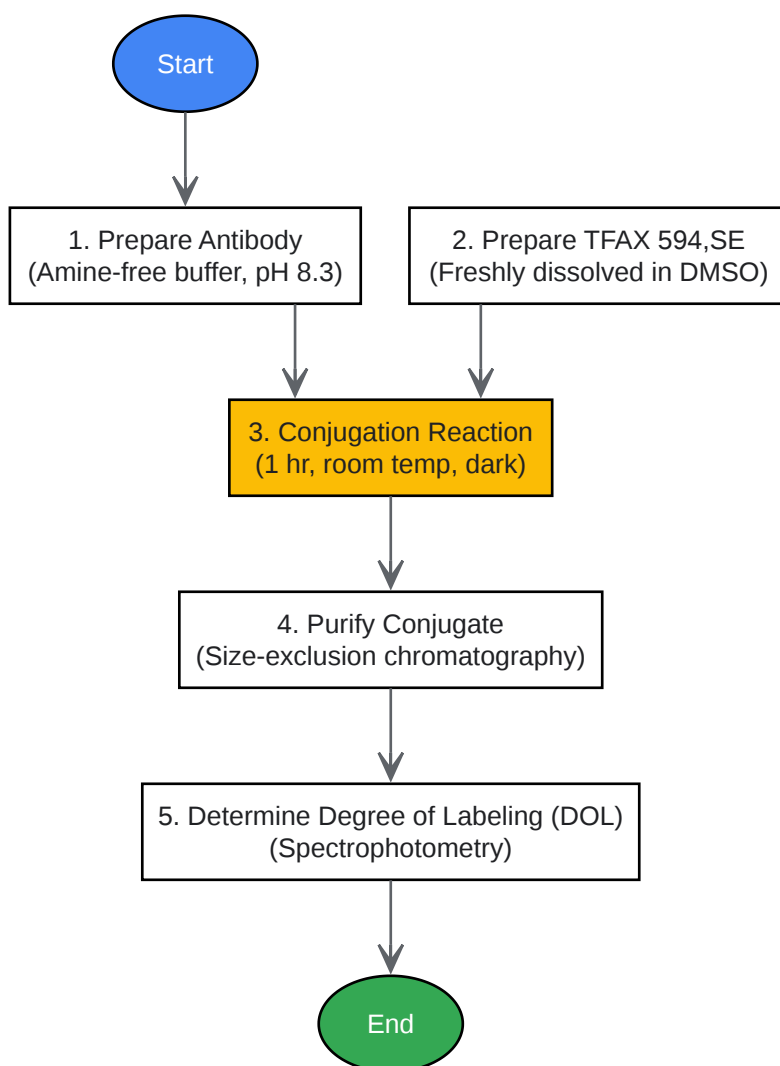 Start
1. Prepare Antibody
(Amine-free buffer, pH 8.3)
2. Prepare TFAX 594,SE
(Freshly dissolved in DMSO)
3. Conjugation Reaction
(1 hr, room temp, dark)
4. Purify Conjugate
(Size-exclusion chromatography)
5. Determine Degree of Labeling (DOL)
(Spectrophotometry)
End